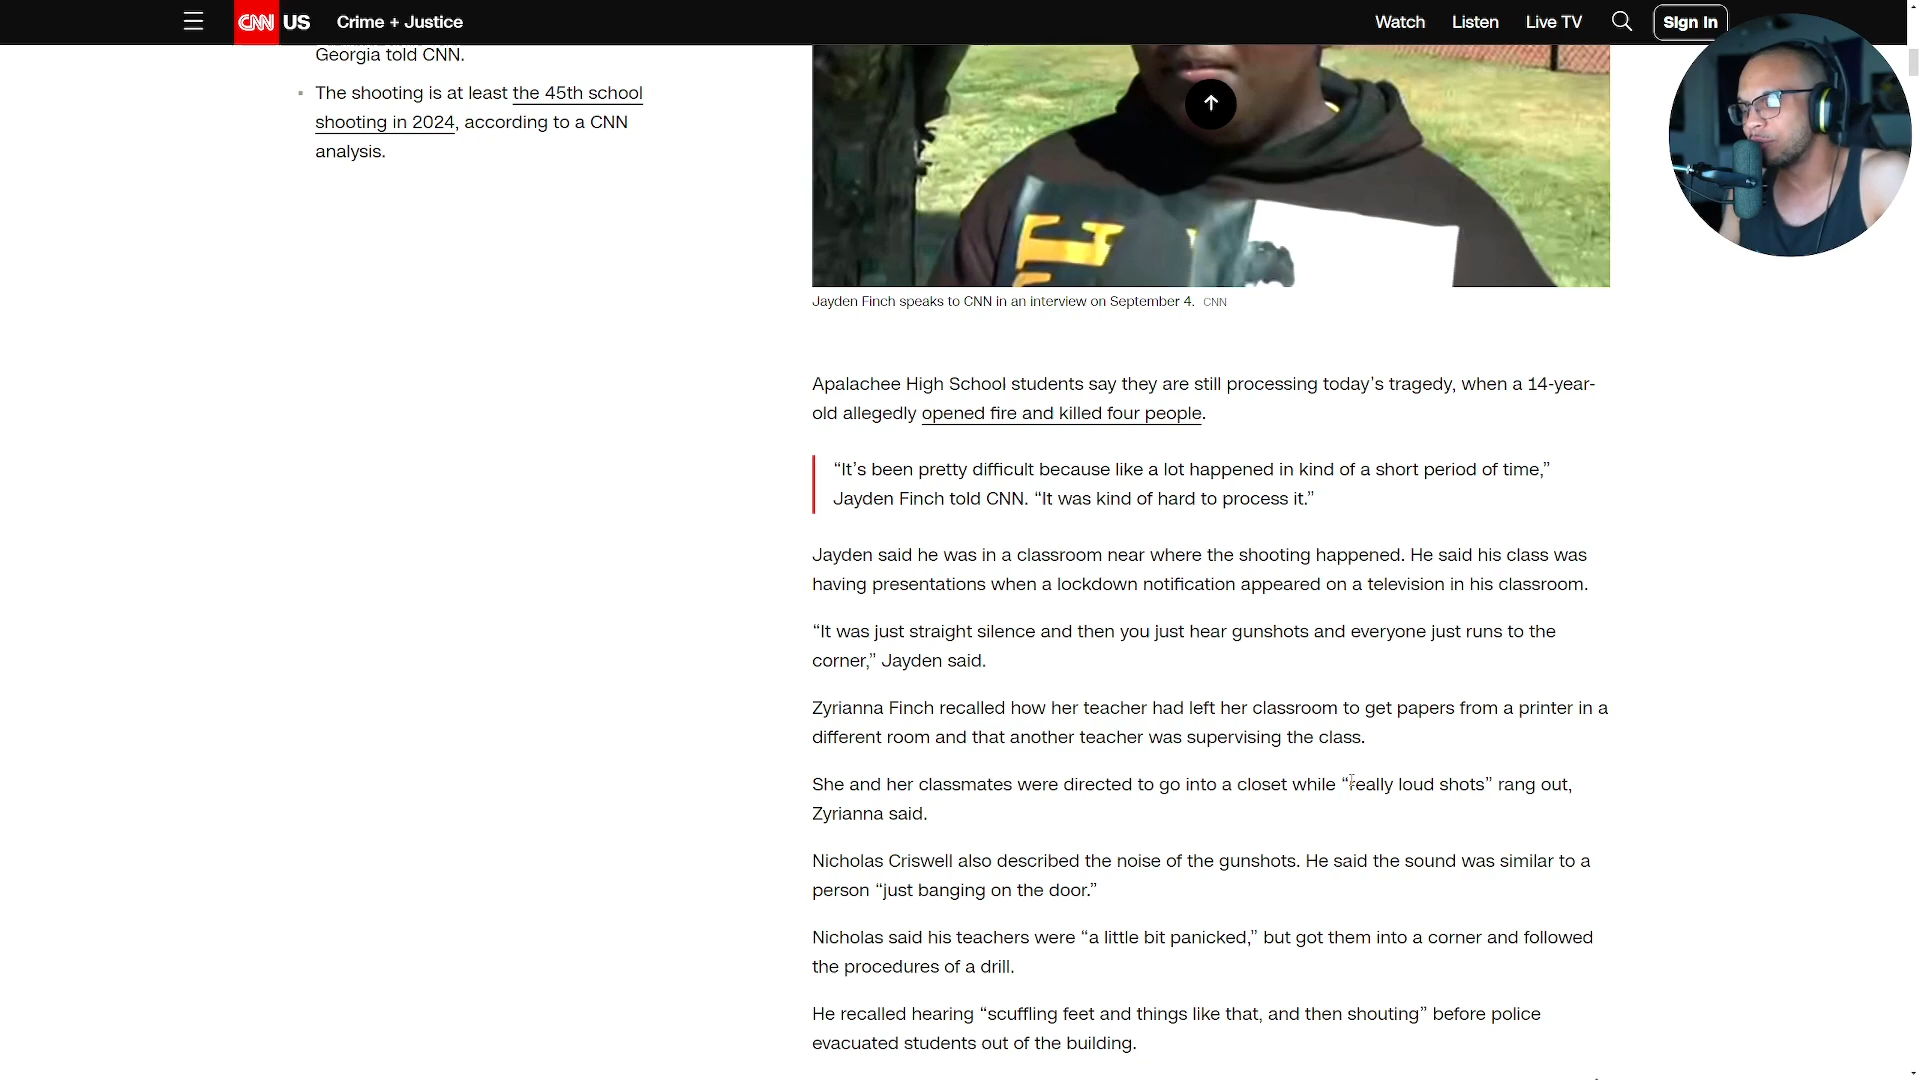 CNN US Crime + Justice Watch Listen Live TV Sign In
Georgia told CNN.
The shooting is at least the 45th school
shooting in 2024, according to a CNN
analysis.
Jayden Finch speaks to CNN in an interview on September 4. CNN
Apalachee High School students say they are still processing today’s tragedy, when a 14-year-
old allegedly opened fire and killed four people.
“It’s been pretty difficult because like a lot happened in kind of a short period of time,”
Jayden Finch told CNN. “It was kind of hard to process it.”
Jayden said he was in a classroom near where the shooting happened. He said his class was
having presentations when a lockdown notification appeared on a television in his classroom.
“It was just straight silence and then you just hear gunshots and everyone just runs to the
corner,” Jayden said.
Zyrianna Finch recalled how her teacher had left her classroom to get papers from a printer in a
different room and that another teacher was supervising the class.
She and her classmates were directed to go into a closet while “really loud shots” rang out,
Zyrianna said.
Nicholas Criswell also described the noise of the gunshots. He said the sound was similar to a
person “just banging on the door.”
Nicholas said his teachers were “a little bit panicked,” but got them into a corner and followed
the procedures of a drill.
He recalled hearing “scuffling feet and things like that, and then shouting” before police
evacuated students out of the building.